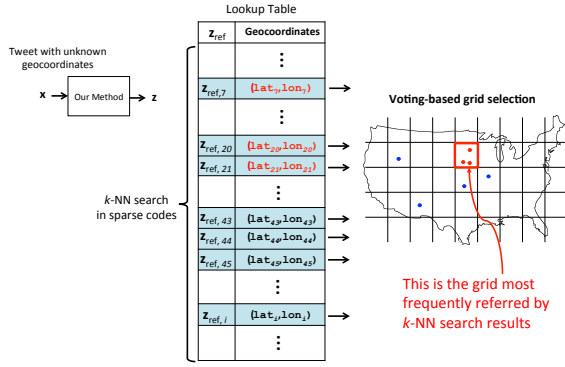 Lookup Table
z_ref Geocoordinates
Tweet with unknown
geocoordinates
x Our Method z
z_ref,7 (lat_7,lon_7)
z_ref,20 (lat_20,lon_20)
z_ref,21 (lat_21,lon_21)
k-NN search
in sparse codes
z_ref,43 (lat_43,lon_43)
z_ref,44 (lat_44,lon_44)
z_ref,45 (lat_45,lon_45)
z_ref,i (lat_i,lon_i)
Voting-based grid selection
This is the grid most
frequently referred by
k-NN search results